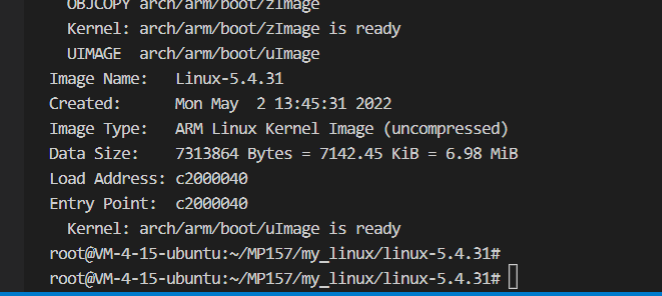 OBJCOPY arch/arm/boot/zImage
Kernel: arch/arm/boot/zImage is ready
UIMAGE  arch/arm/boot/uImage
Image Name:   Linux-5.4.31
Created:      Mon May  2 13:45:31 2022
Image Type:   ARM Linux Kernel Image (uncompressed)
Data Size:    7313864 Bytes = 7142.45 KiB = 6.98 MiB
Load Address: c2000040
Entry Point:  c2000040
Kernel: arch/arm/boot/uImage is ready
root@VM-4-15-ubuntu:~/MP157/my_linux/linux-5.4.31#
root@VM-4-15-ubuntu:~/MP157/my_linux/linux-5.4.31#